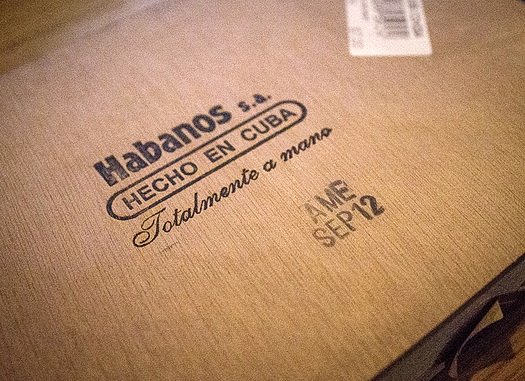 Habanos s.a.
HECHO EN CUBA
Totalmente a mano
AME
SEP12